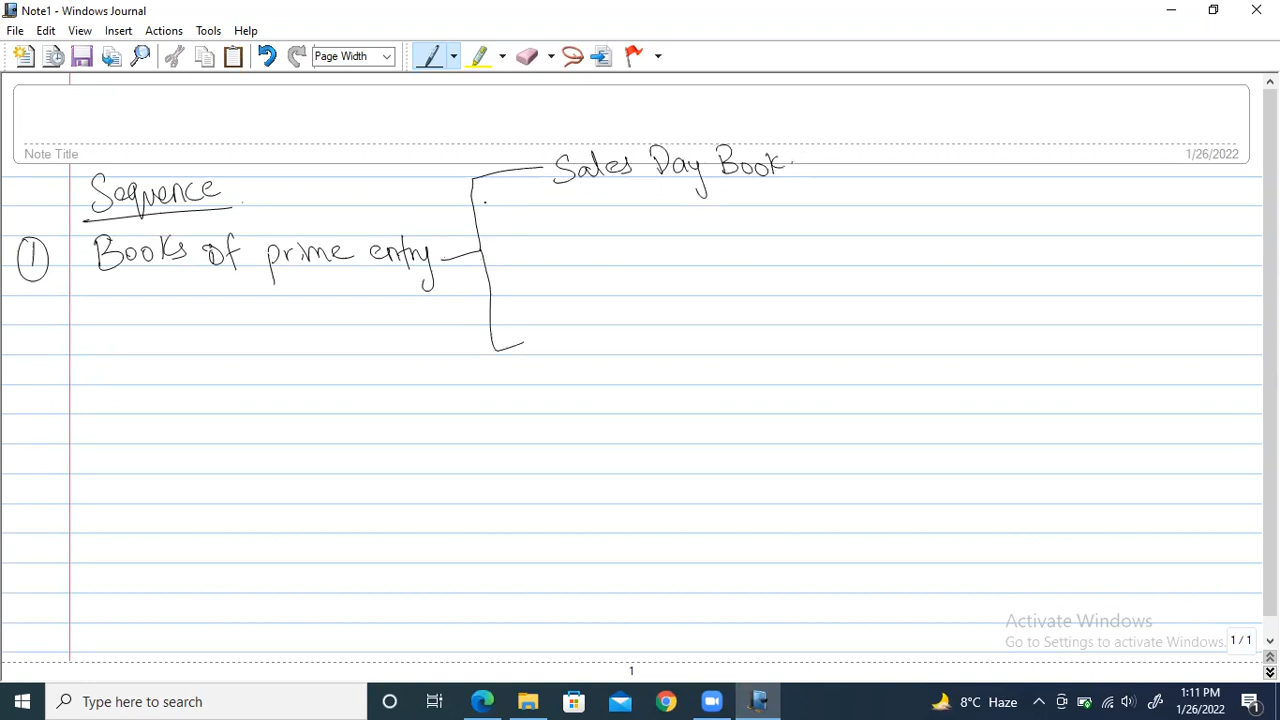 Note1 - Windows Journal
File Edit View Insert Actions Tools Help
Page Width
Note Title
1/26/2022
Sales Day Book.
Sequence
1 Books of prime entry
Activate Windows
Go to Settings to activate Windows.
1 / 1
1
Type here to search
8°C Haze
1:11 PM
1/26/2022
1